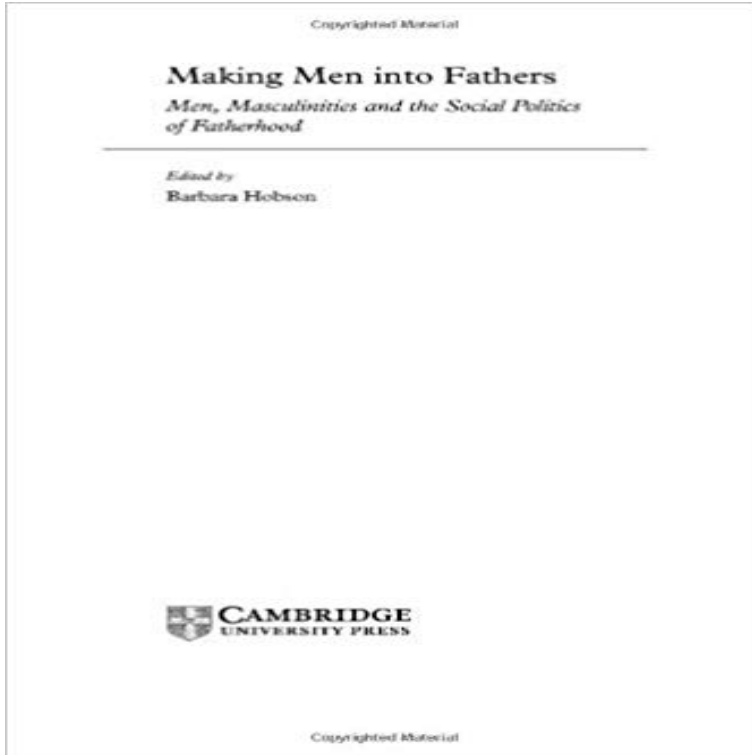 Copyrighted Material
Making Men into Fathers
Men, Masculinities and the Social Politics
of Fatherhood
Edited by
Barbara Hobson
CAMBRIDGE
UNIVERSITY PRESS
Copyrighted Material